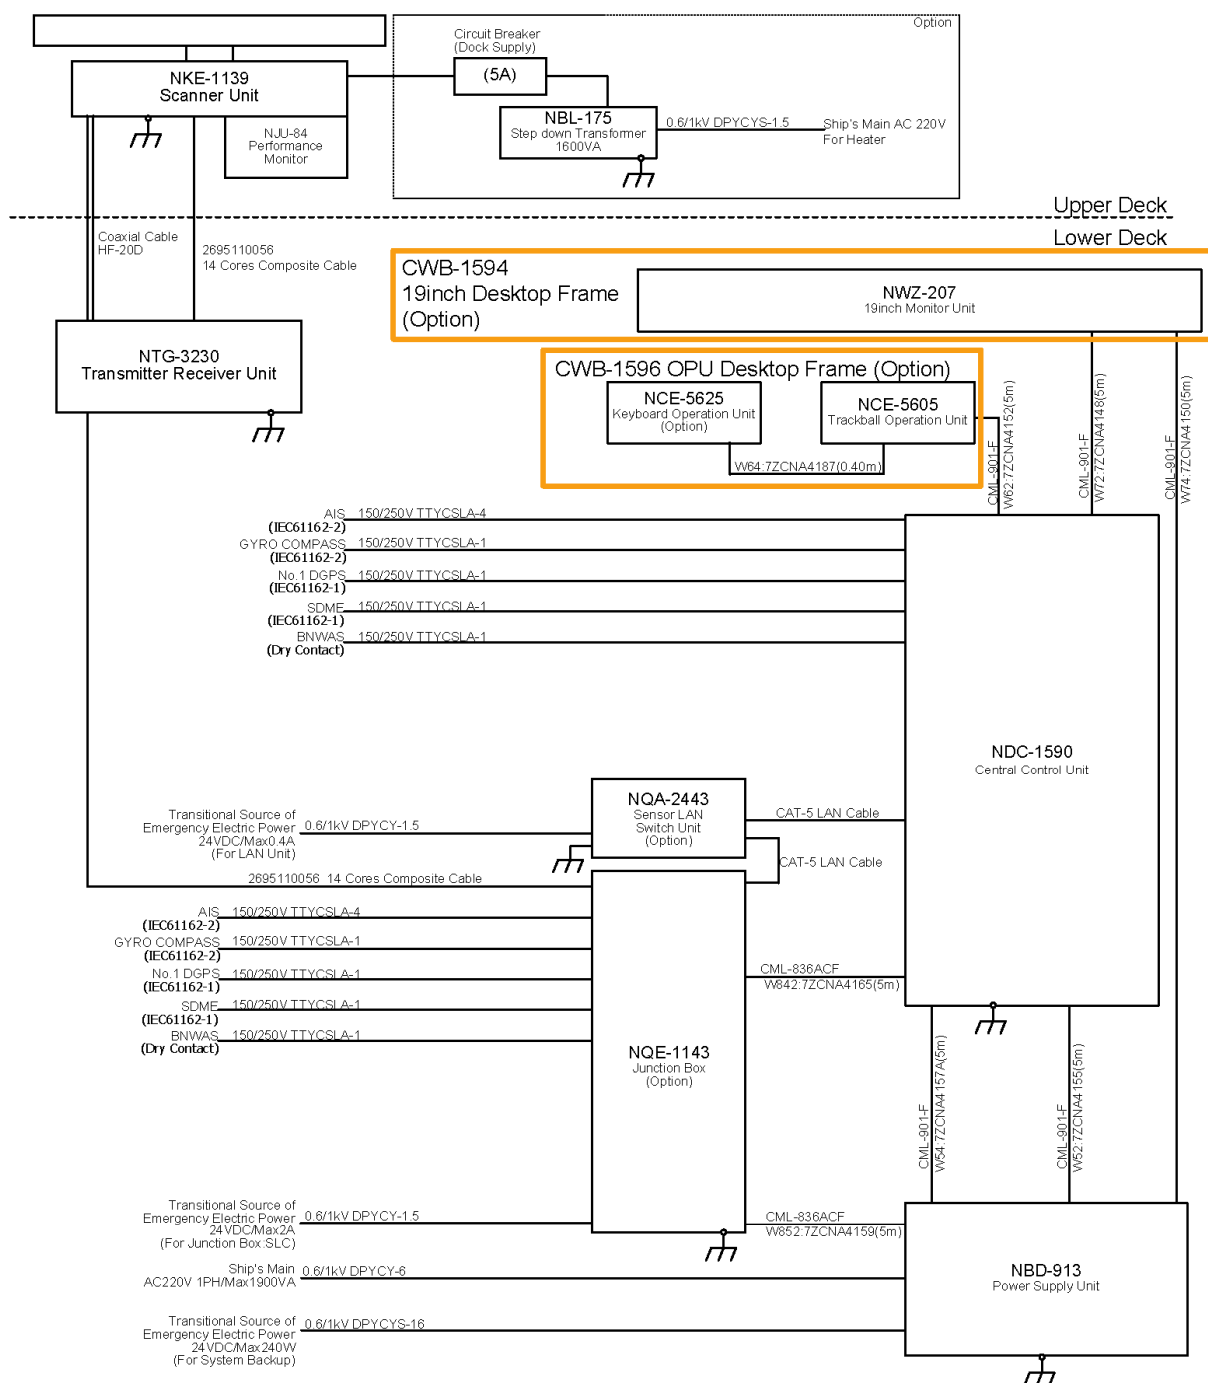 Option
Circuit Breaker
(Dock Supply)
(5A)
NKE-1139
Scanner Unit
NBL-175
Step down Transformer
1600VA
0.6/1kV DPYCYS-1.5
Ship's Main AC 220V
For Heater
NJU-84
Performance
Monitor
Upper Deck
Lower Deck
Coaxial Cable
HF-20D
2695110056
14 Cores Composite Cable
CWB-1594
19inch Desktop Frame
(Option)
NWZ-207
19inch Monitor Unit
NTG-3230
Transmitter Receiver Unit
CWB-1596 OPU Desktop Frame (Option)
NCE-5625
Keyboard Operation Unit
(Option)
NCE-5605
Trackball Operation Unit
W64:7ZCNA4187(0.40m)
CML-901-F
W62:7ZCNA4152(5m)
CML-901-F
W72:7ZCNA4148(5m)
CML-901-F
W74:7ZCNA4150(5m)
AIS 150/250V TTYCSLA-4
(IEC61162-2)
GYRO COMPASS 150/250V TTYCSLA-1
(IEC61162-2)
No.1 DGPS 150/250V TTYCSLA-1
(IEC61162-1)
SDME 150/250V TTYCSLA-1
(IEC61162-1)
BNWAS 150/250V TTYCSLA-1
(Dry Contact)
NDC-1590
Central Control Unit
NQA-2443
Sensor LAN
Switch Unit
(Option)
CAT-5 LAN Cable
CAT-5 LAN Cable
Transitional Source of
Emergency Electric Power 0.6/1kV DPYCY-1.5
24VDC/Max0.4A
(For LAN Unit)
2695110056 14 Cores Composite Cable
AIS 150/250V TTYCSLA-4
(IEC61162-2)
GYRO COMPASS 150/250V TTYCSLA-1
(IEC61162-2)
No.1 DGPS 150/250V TTYCSLA-1
(IEC61162-1)
SDME 150/250V TTYCSLA-1
(IEC61162-1)
BNWAS 150/250V TTYCSLA-1
(Dry Contact)
CML-836ACF
W842:7ZCNA4165(5m)
NQE-1143
Junction Box
(Option)
CML-901-F
W54:7ZCNA4157A(5m)
CML-901-F
W52:7ZCNA4155(5m)
Transitional Source of
Emergency Electric Power 0.6/1kV DPYCY-1.5
24VDC/Max2A
(For Junction Box:SLC)
CML-836ACF
W852:7ZCNA4159(5m)
Ship's Main 0.6/1kV DPYCY-6
AC220V 1PH/Max1900VA
NBD-913
Power Supply Unit
Transitional Source of
Emergency Electric Power 0.6/1kV DPYCYS-16
24VDC/Max240W
(For System Backup)